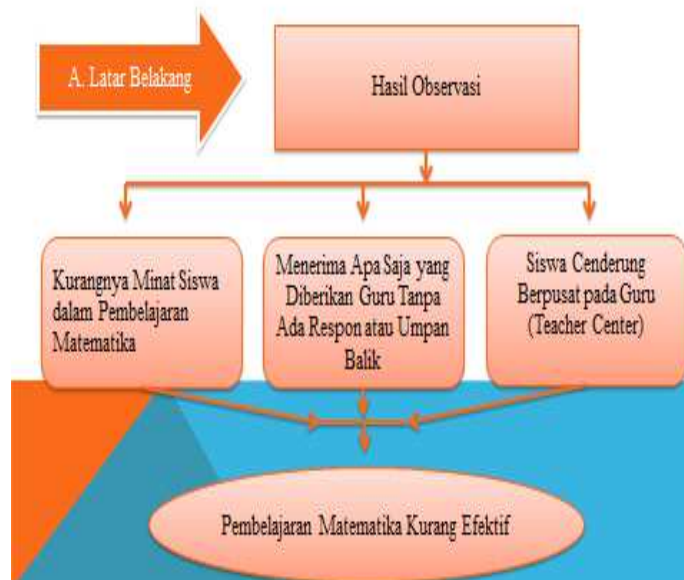 A. Latar Belakang
Hasil Observasi
Kurangnya Minat Siswa
dalam Pembelajaran
Matematika
Menerima Apa Saja yang
Diberikan Guru Tanpa
Ada Respon atau Umpan
Balik
Siswa Cenderung
Berpusat pada Guru
(Teacher Center)
Pembelajaran Matematika Kurang Efektif